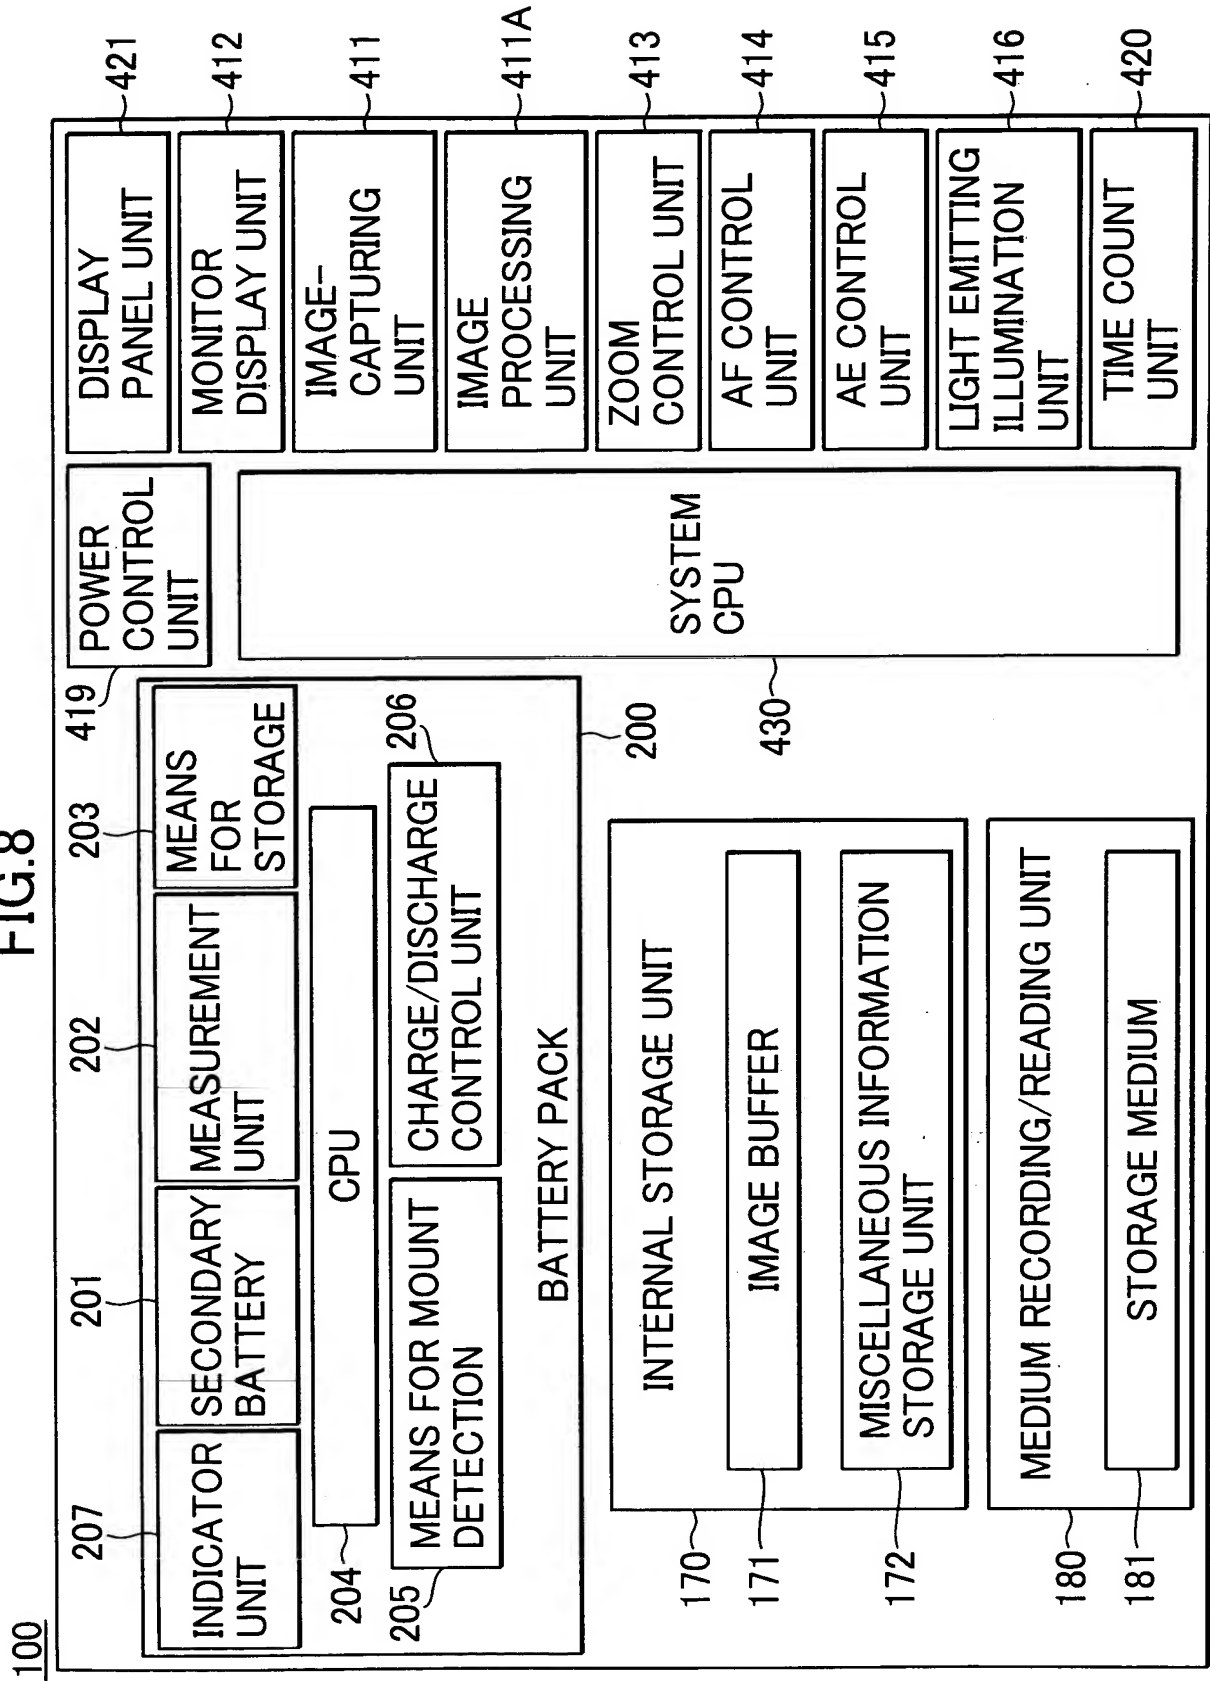 FIG.8
100
207
201
202
203
419
INDICATOR
UNIT
SECONDARY
BATTERY
MEASUREMENT
UNIT
MEANS
FOR
STORAGE
POWER
CONTROL
UNIT
204
CPU
205
MEANS FOR MOUNT
DETECTION
206
CHARGE/DISCHARGE
CONTROL UNIT
BATTERY PACK
200
SYSTEM
CPU
430
170
INTERNAL STORAGE UNIT
171
IMAGE BUFFER
172
MISCELLANEOUS INFORMATION
STORAGE UNIT
180
MEDIUM RECORDING/READING UNIT
181
STORAGE MEDIUM
DISPLAY
PANEL UNIT
421
MONITOR
DISPLAY UNIT
412
IMAGE-
CAPTURING
UNIT
411
IMAGE
PROCESSING
UNIT
411A
ZOOM
CONTROL UNIT
413
AF CONTROL
UNIT
414
AE CONTROL
UNIT
415
LIGHT EMITTING
ILLUMINATION
UNIT
416
TIME COUNT
UNIT
420